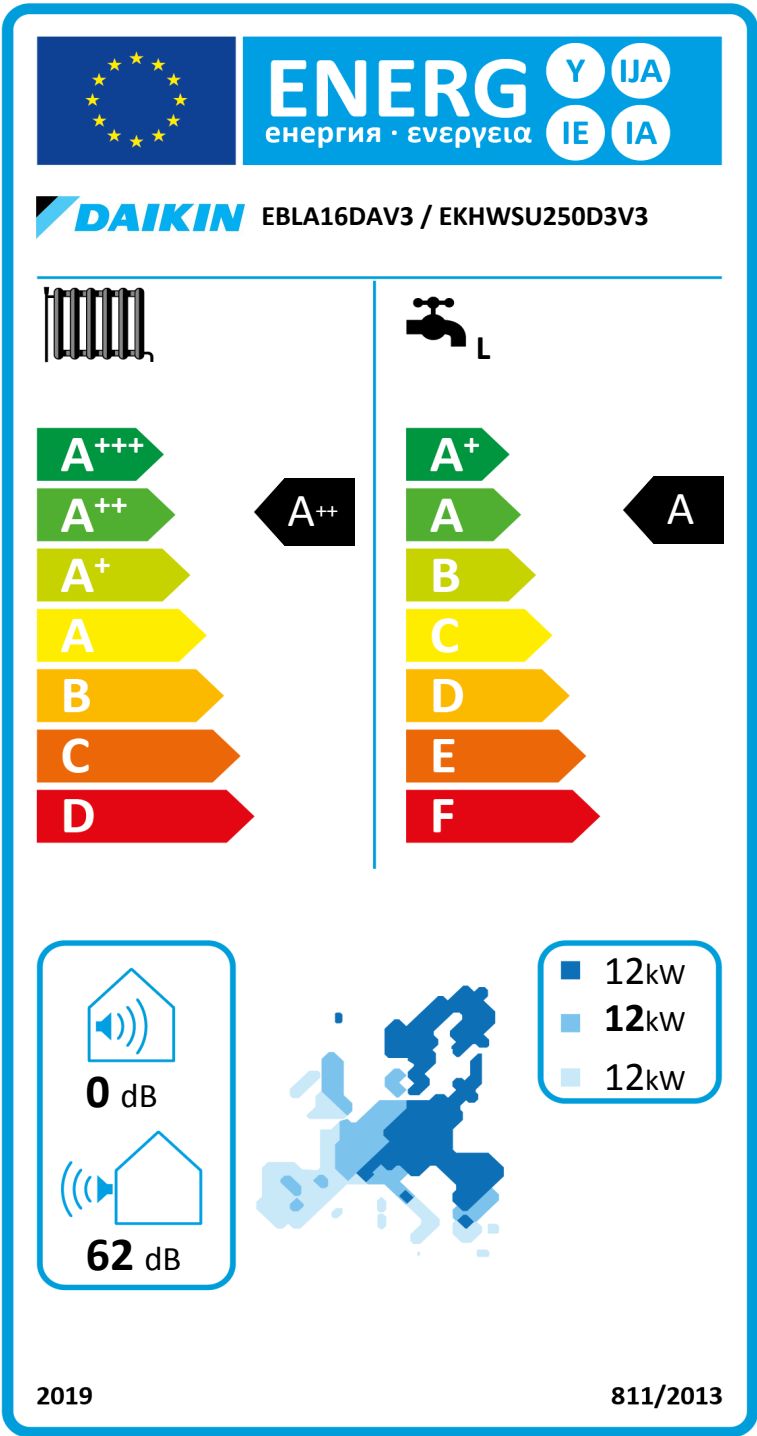 ENERG
енергия · ενεργεια
Y IJA
IE IA
DAIKIN EBLA16DAV3 / EKHWSU250D3V3
L
A+++
A++
A+
A
B
C
D
A++
A+
A
B
C
D
E
F
A
0 dB
62 dB
12kW
12kW
12kW
2019 811/2013